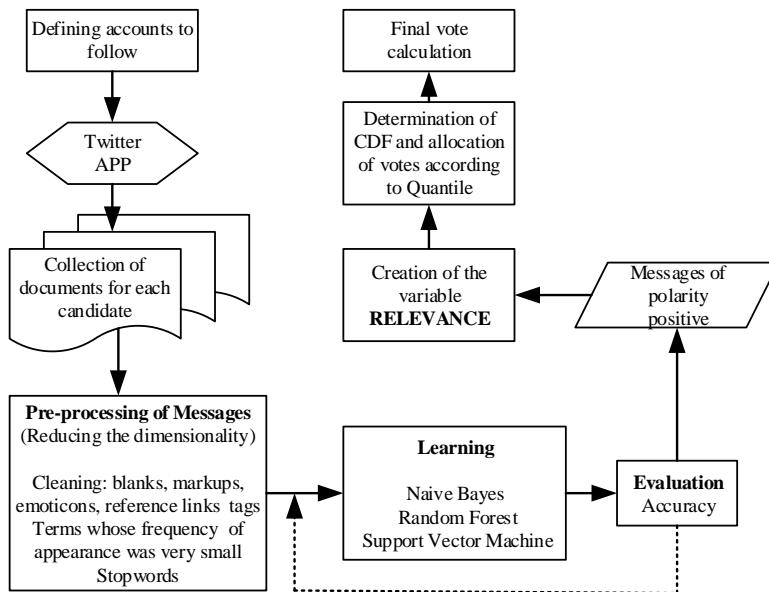 Defining accounts to
follow
Twitter
APP
Collection of
documents for each
candidate
Pre-processing of Messages
(Reducing the dimensionality)
Cleaning: blanks, markups,
emoticons, reference links tags
Terms whose frequency of
appearance was very small
Stopwords
Learning
Naive Bayes
Random Forest
Support Vector Machine
Evaluation
Accuracy
Messages of
polarity
positive
Creation of the
variable
RELEVANCE
Determination of
CDF and allocation
of votes according
to Quantile
Final vote
calculation